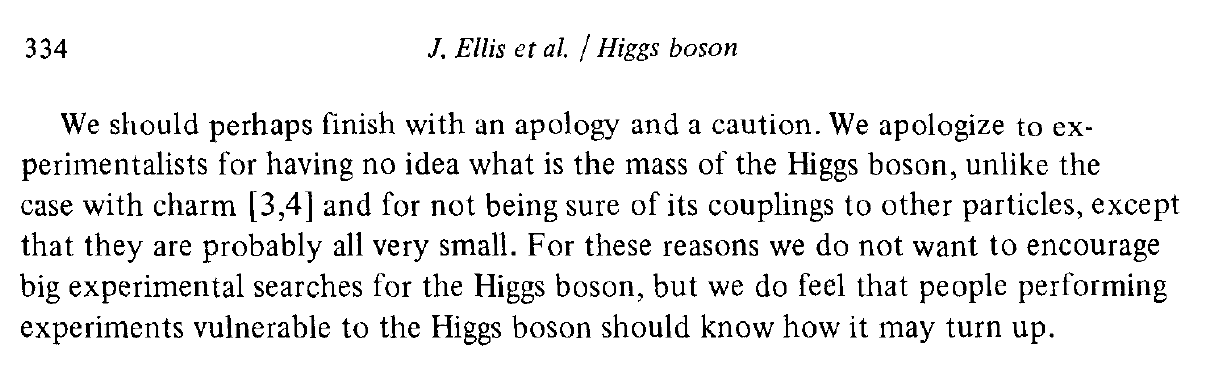 334 J. Ellis et al. / Higgs boson
We should perhaps finish with an apology and a caution. We apologize to ex-
perimentalists for having no idea what is the mass of the Higgs boson, unlike the
case with charm [3,4] and for not being sure of its couplings to other particles, except
that they are probably all very small. For these reasons we do not want to encourage
big experimental searches for the Higgs boson, but we do feel that people performing
experiments vulnerable to the Higgs boson should know how it may turn up.